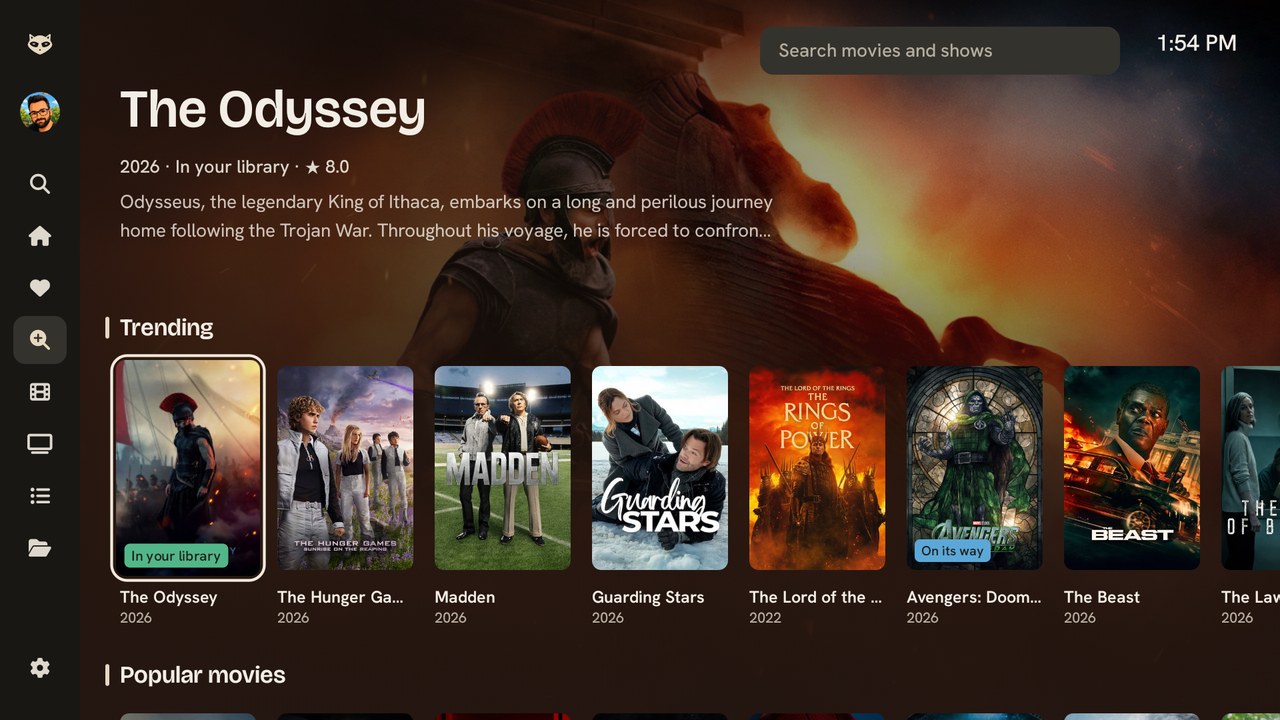 Search movies and shows
1:54 PM
The Odyssey
2026 · In your library · ★ 8.0
Odysseus, the legendary King of Ithaca, embarks on a long and perilous journey
home following the Trojan War. Throughout his voyage, he is forced to confron...
Trending
In your library
THE HUNGER GAMES
SUNRISE ON THE REAPING
MADDEN
Guarding
STARS
THE LORD OF THE RINGS
THE
RINGS
OF
POWER
AVENGERS
On its way
THE
BEAST
THE
OF B
The Odyssey
2026
The Hunger Ga...
2026
Madden
2026
Guarding Stars
2026
The Lord of the ...
2022
Avengers: Doom...
2026
The Beast
2026
The Law
2026
Popular movies